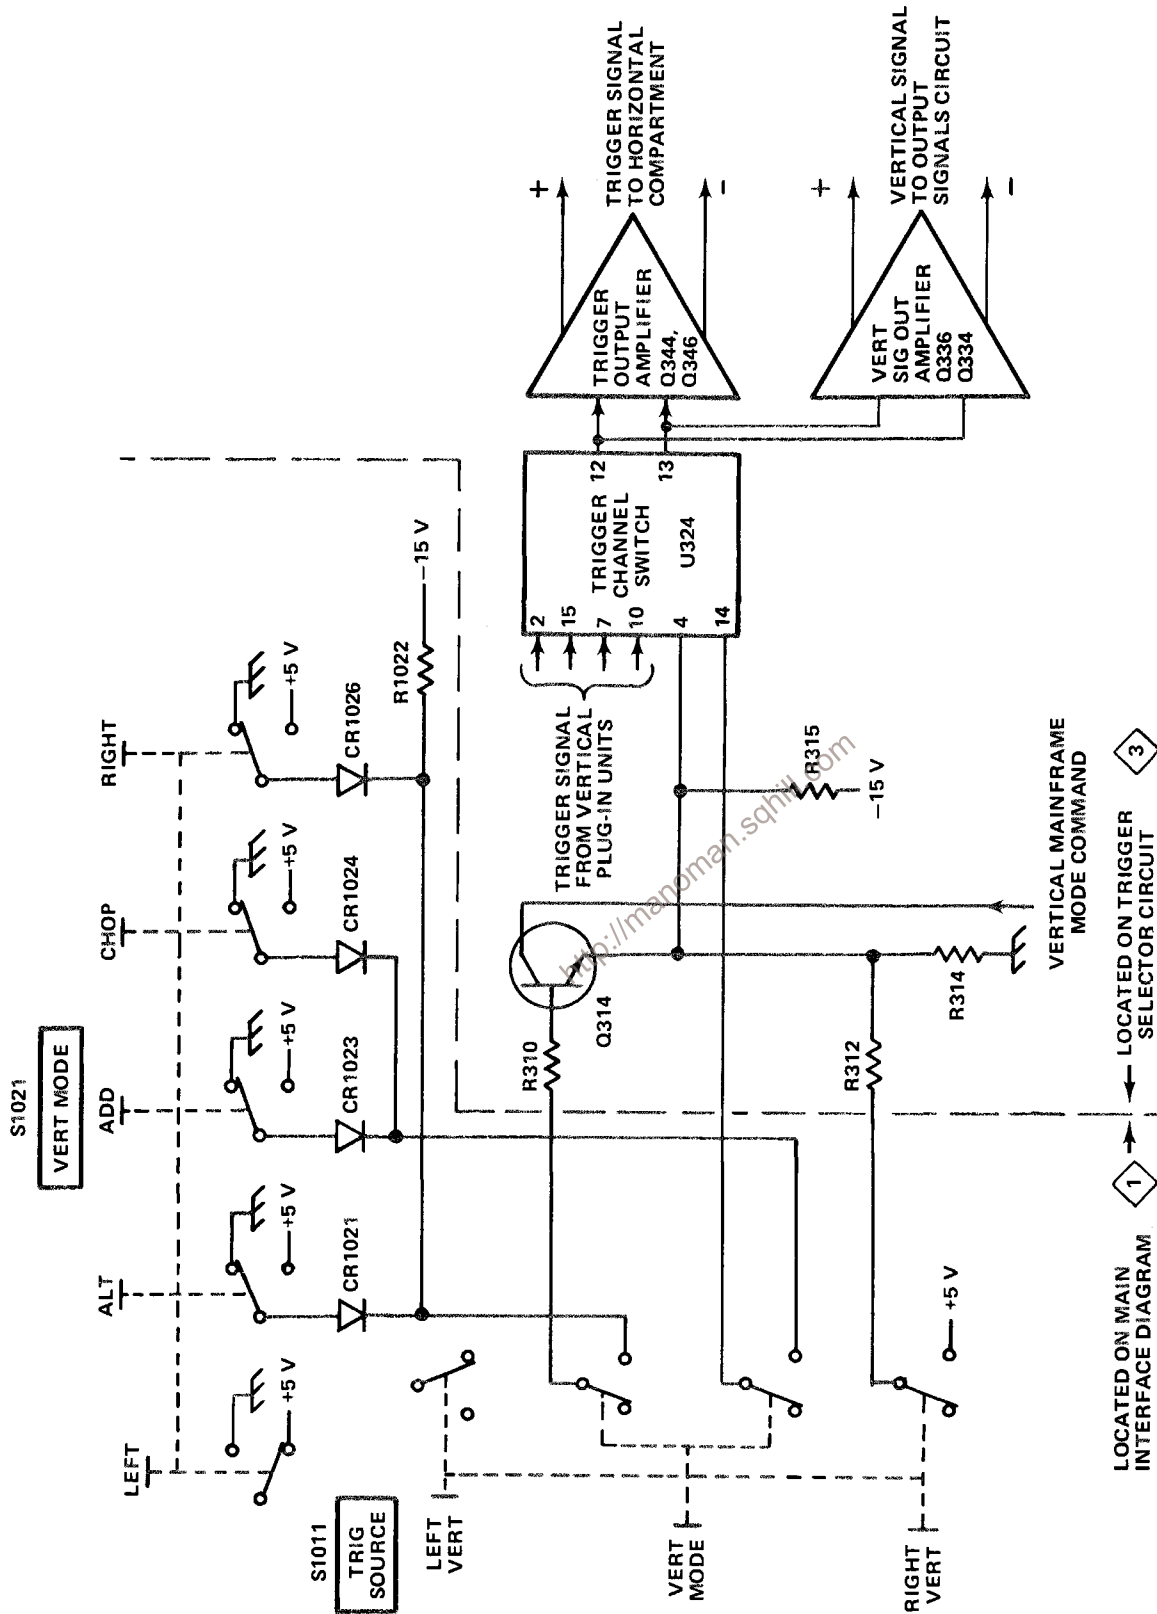 S1021
VERT MODE
LEFT
ALT
ADD
CHOP
RIGHT
+5 V
+5 V
+5 V
+5 V
+5 V
CR1021
CR1023
CR1024
CR1026
R1022
-15 V
S1011
TRIG
SOURCE
LEFT
VERT
VERT
MODE
RIGHT
VERT
+5 V
R310
Q314
R312
R314
R315
-15 V
TRIGGER SIGNAL
FROM VERTICAL
PLUG-IN UNITS
2
15
7
10
4
14
TRIGGER
CHANNEL
SWITCH
U324
12
13
TRIGGER
OUTPUT
AMPLIFIER
Q344,
Q346
+
-
TRIGGER SIGNAL
TO HORIZONTAL
COMPARTMENT
VERT
SIG OUT
AMPLIFIER
Q336
Q334
+
-
VERTICAL SIGNAL
TO OUTPUT
SIGNALS CIRCUIT
VERTICAL MAINFRAME
MODE COMMAND
LOCATED ON MAIN
INTERFACE DIAGRAM
1
LOCATED ON TRIGGER
SELECTOR CIRCUIT
3
http://manoman.sqhill.com